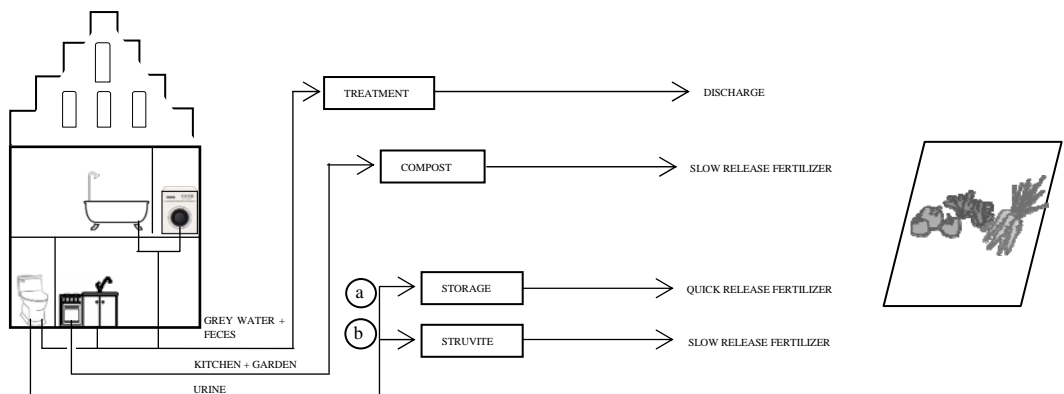 TREATMENT
DISCHARGE
COMPOST
SLOW RELEASE FERTILIZER
a
STORAGE
QUICK RELEASE FERTILIZER
b
STRUVITE
SLOW RELEASE FERTILIZER
GREY WATER +
FECES
KITCHEN + GARDEN
URINE